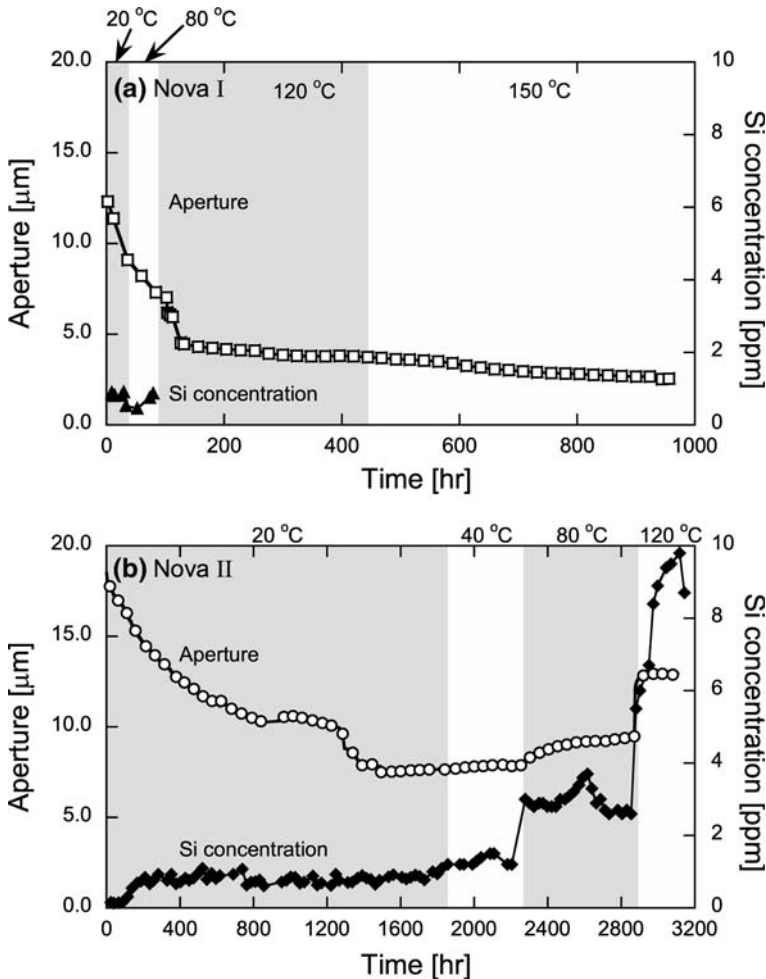 20 °C
80 °C
20.0
15.0
10.0
5.0
0.0
Aperture [μm]
(a) Nova I
120 °C
150 °C
Aperture
Si concentration
10
8
6
4
2
0
Si concentration [ppm]
0
200
400
600
800
1000
Time [hr]
20 °C
40 °C
80 °C
120 °C
20.0
15.0
10.0
5.0
0.0
Aperture [μm]
(b) Nova II
Aperture
Si concentration
10
8
6
4
2
0
Si concentration [ppm]
0
400
800
1200
1600
2000
2400
2800
3200
Time [hr]